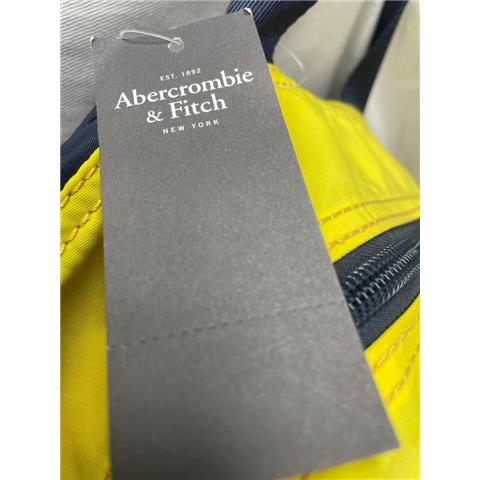 EST. 1892
Abercrombie
& Fitch
NEW YORK